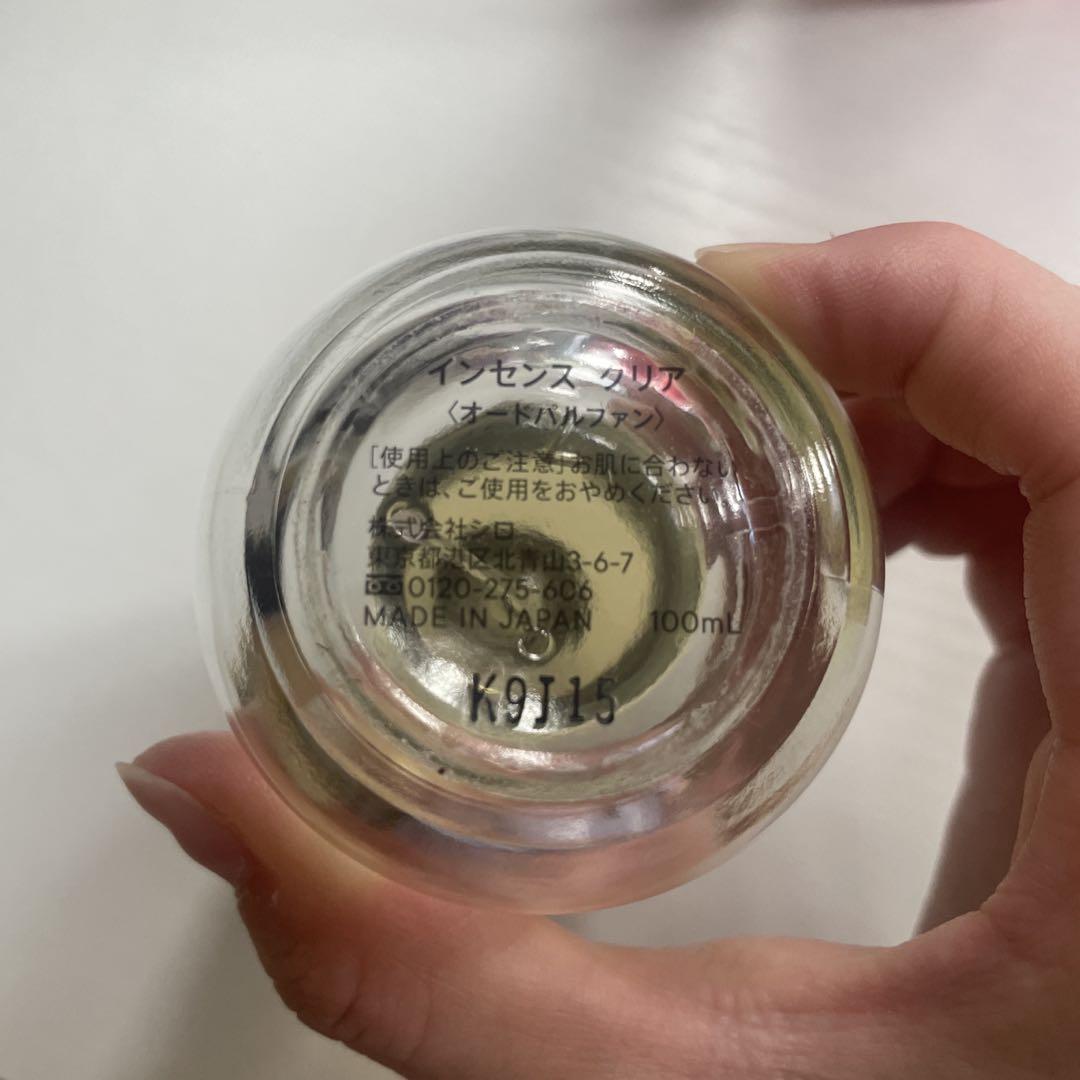 インセンス クリア
〈オードパルファン〉
[使用上のご注意]お肌に合わない
ときは、ご使用をおやめください。
株式会社シロ
東京都港区北青山3-6-7
0120-275-606
MADE IN JAPAN 100mL
K9J15